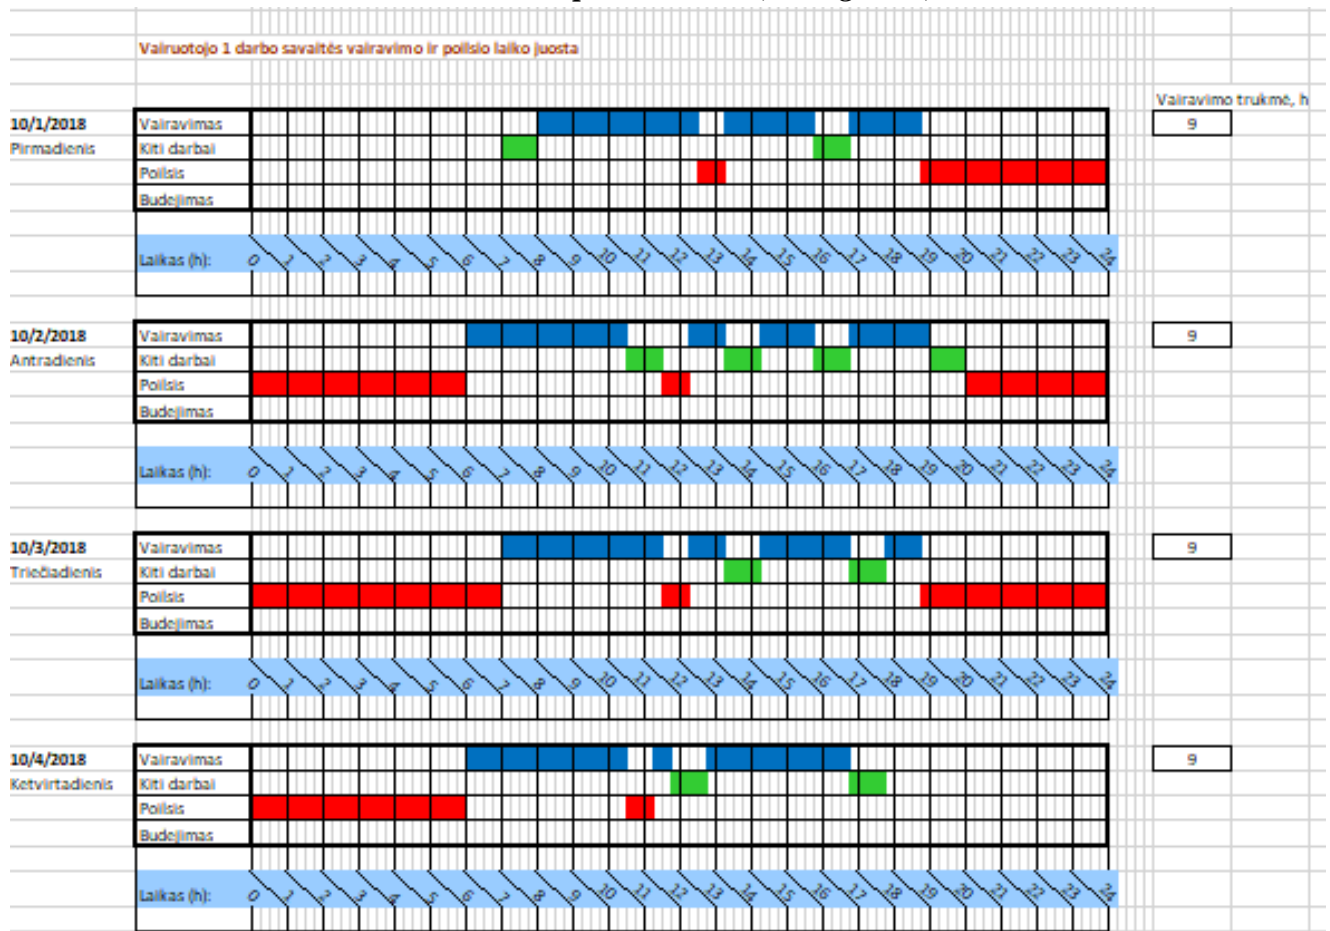 Vairuotojo 1 darbo savaitės vairavimo ir poilsio laiko juosta
Vairavimo trukmė, h
10/1/2018 Vairavimas 9
Pirmadienis Kiti darbai
Poilsis
Budejimas
Laikas (h): 0 1 2 3 4 5 6 7 8 9 10 11 12 13 14 15 16 17 18 19 20 21 22 23 24
10/2/2018 Vairavimas 9
Antradienis Kiti darbai
Poilsis
Budejimas
Laikas (h): 0 1 2 3 4 5 6 7 8 9 10 11 12 13 14 15 16 17 18 19 20 21 22 23 24
10/3/2018 Vairavimas 9
Triečiadienis Kiti darbai
Poilsis
Budejimas
Laikas (h): 0 1 2 3 4 5 6 7 8 9 10 11 12 13 14 15 16 17 18 19 20 21 22 23 24
10/4/2018 Vairavimas 9
Ketvirtadienis Kiti darbai
Poilsis
Budejimas
Laikas (h): 0 1 2 3 4 5 6 7 8 9 10 11 12 13 14 15 16 17 18 19 20 21 22 23 24